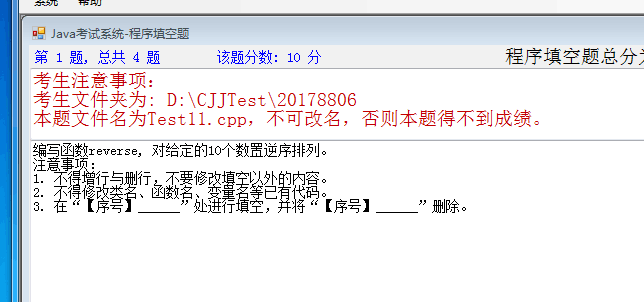 系统 帮助
Java考试系统-程序填空题
第 1 题, 总共 4 题 该题分数: 10 分 程序填空题总分为
考生注意事项:
考生文件夹为: D:\CJJTest\20178806
本题文件名为Test11.cpp, 不可改名, 否则本题得不到成绩。
编写函数reverse, 对给定的10个数置逆序排列。
注意事项:
1. 不得增行与删行, 不要修改填空以外的内容。
2. 不得修改类名、函数名、变量名等已有代码。
3. 在“【序号】______”处进行填空, 并将“【序号】______”删除。